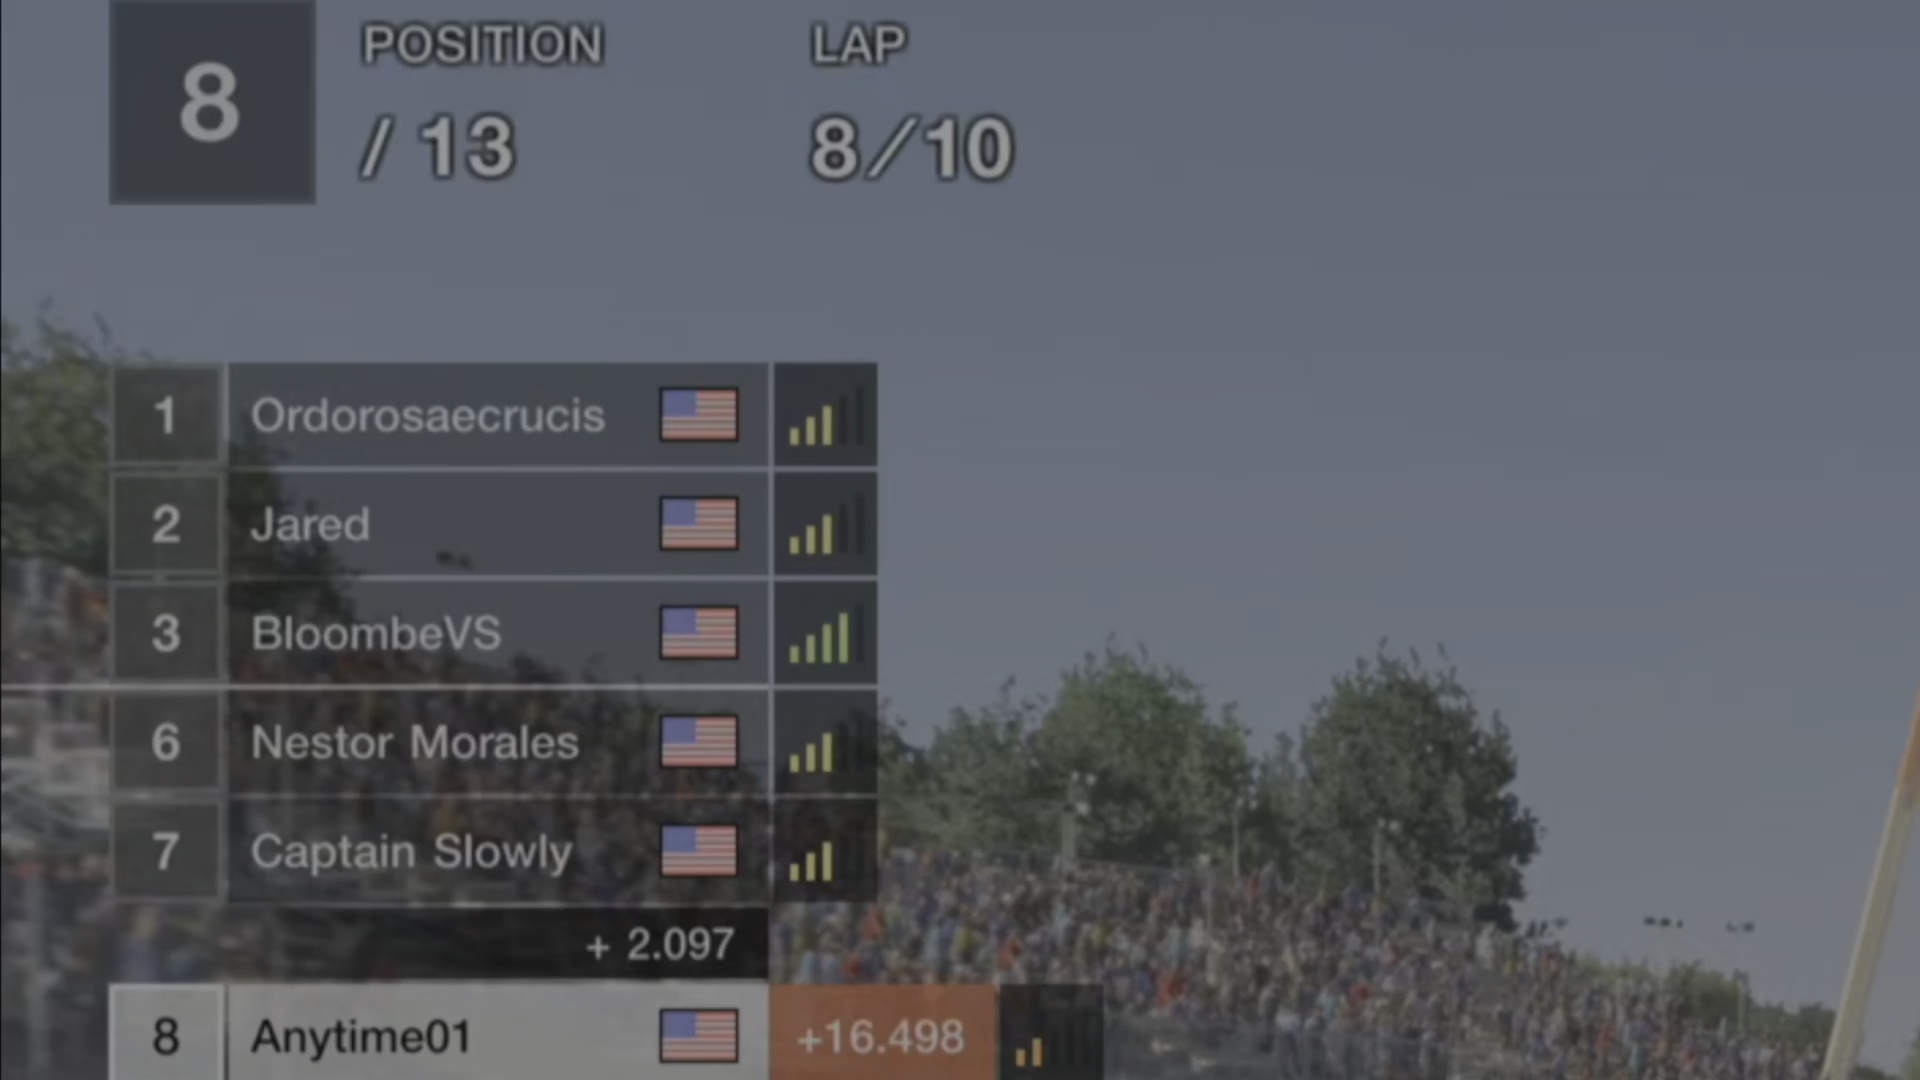 8
POSITION
/ 13
LAP
8/10
1 Ordorosaecrucis
2 Jared
3 BloombeVS
6 Nestor Morales
7 Captain Slowly
+ 2.097
8 Anytime01 +16.498